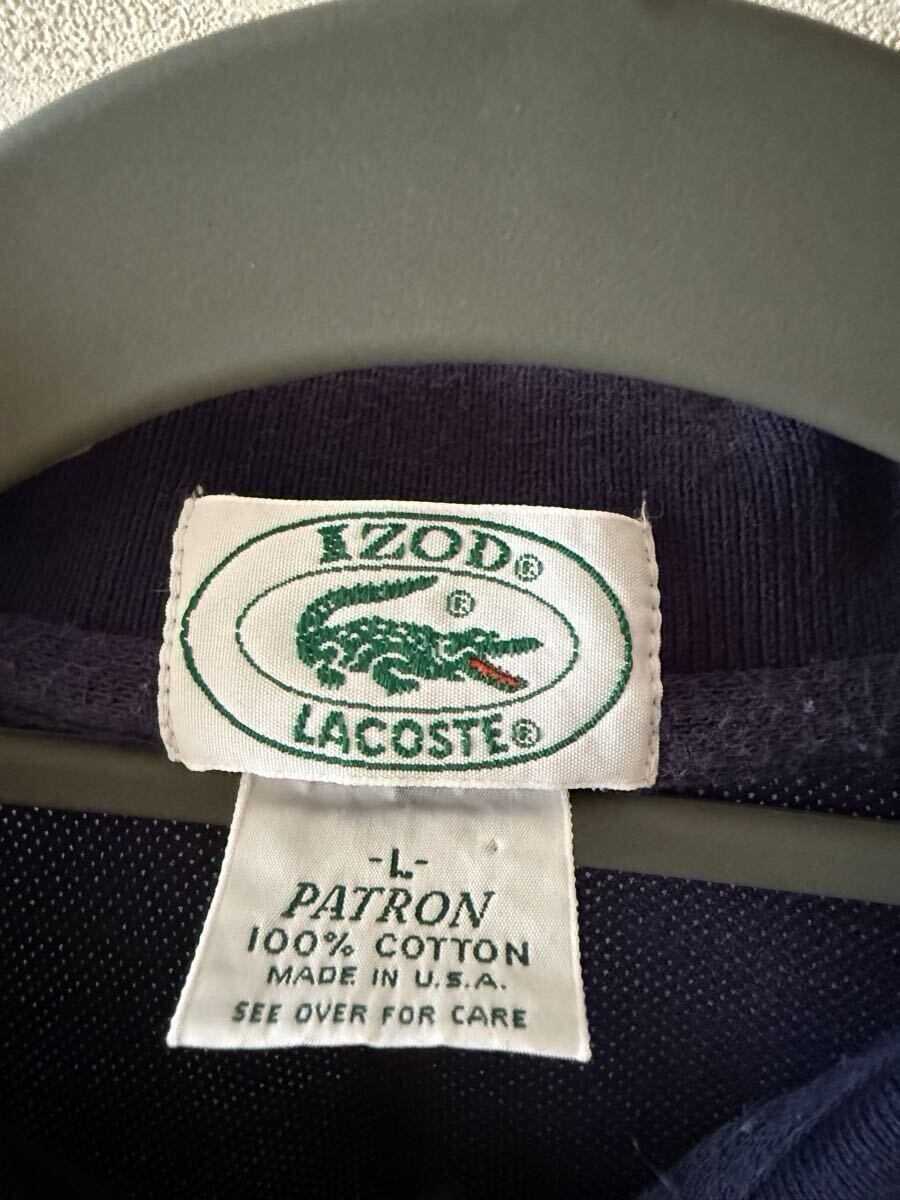 IZOD®
®
LACOSTE®
-L-
PATRON
100% COTTON
MADE IN U.S.A.
SEE OVER FOR CARE